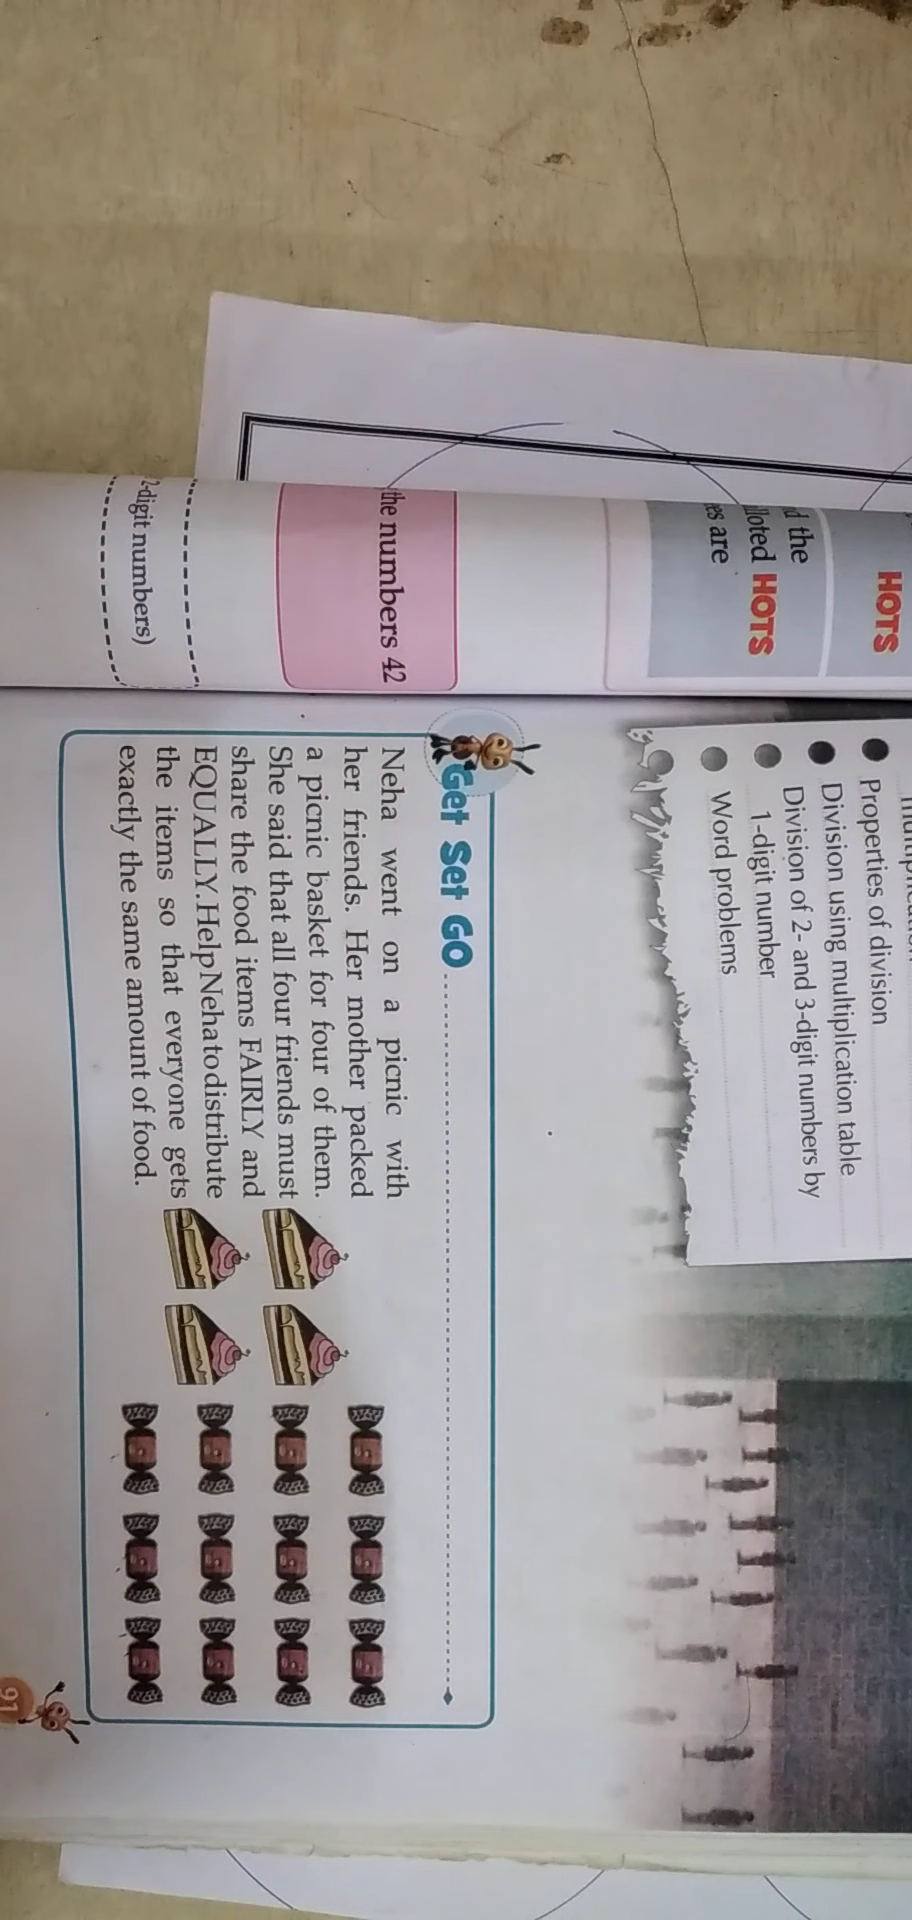 HOTS
d the
lloted HOTS
es are
the numbers 42
2-digit numbers)
Properties of division
Division using multiplication table
Division of 2- and 3-digit numbers by
1-digit number
Word problems
Get Set Go
Neha went on a picnic with
her friends. Her mother packed
a picnic basket for four of them.
She said that all four friends must
share the food items FAIRLY and
EQUALLY.HelpNehatodistribute
the items so that everyone gets
exactly the same amount of food.
91